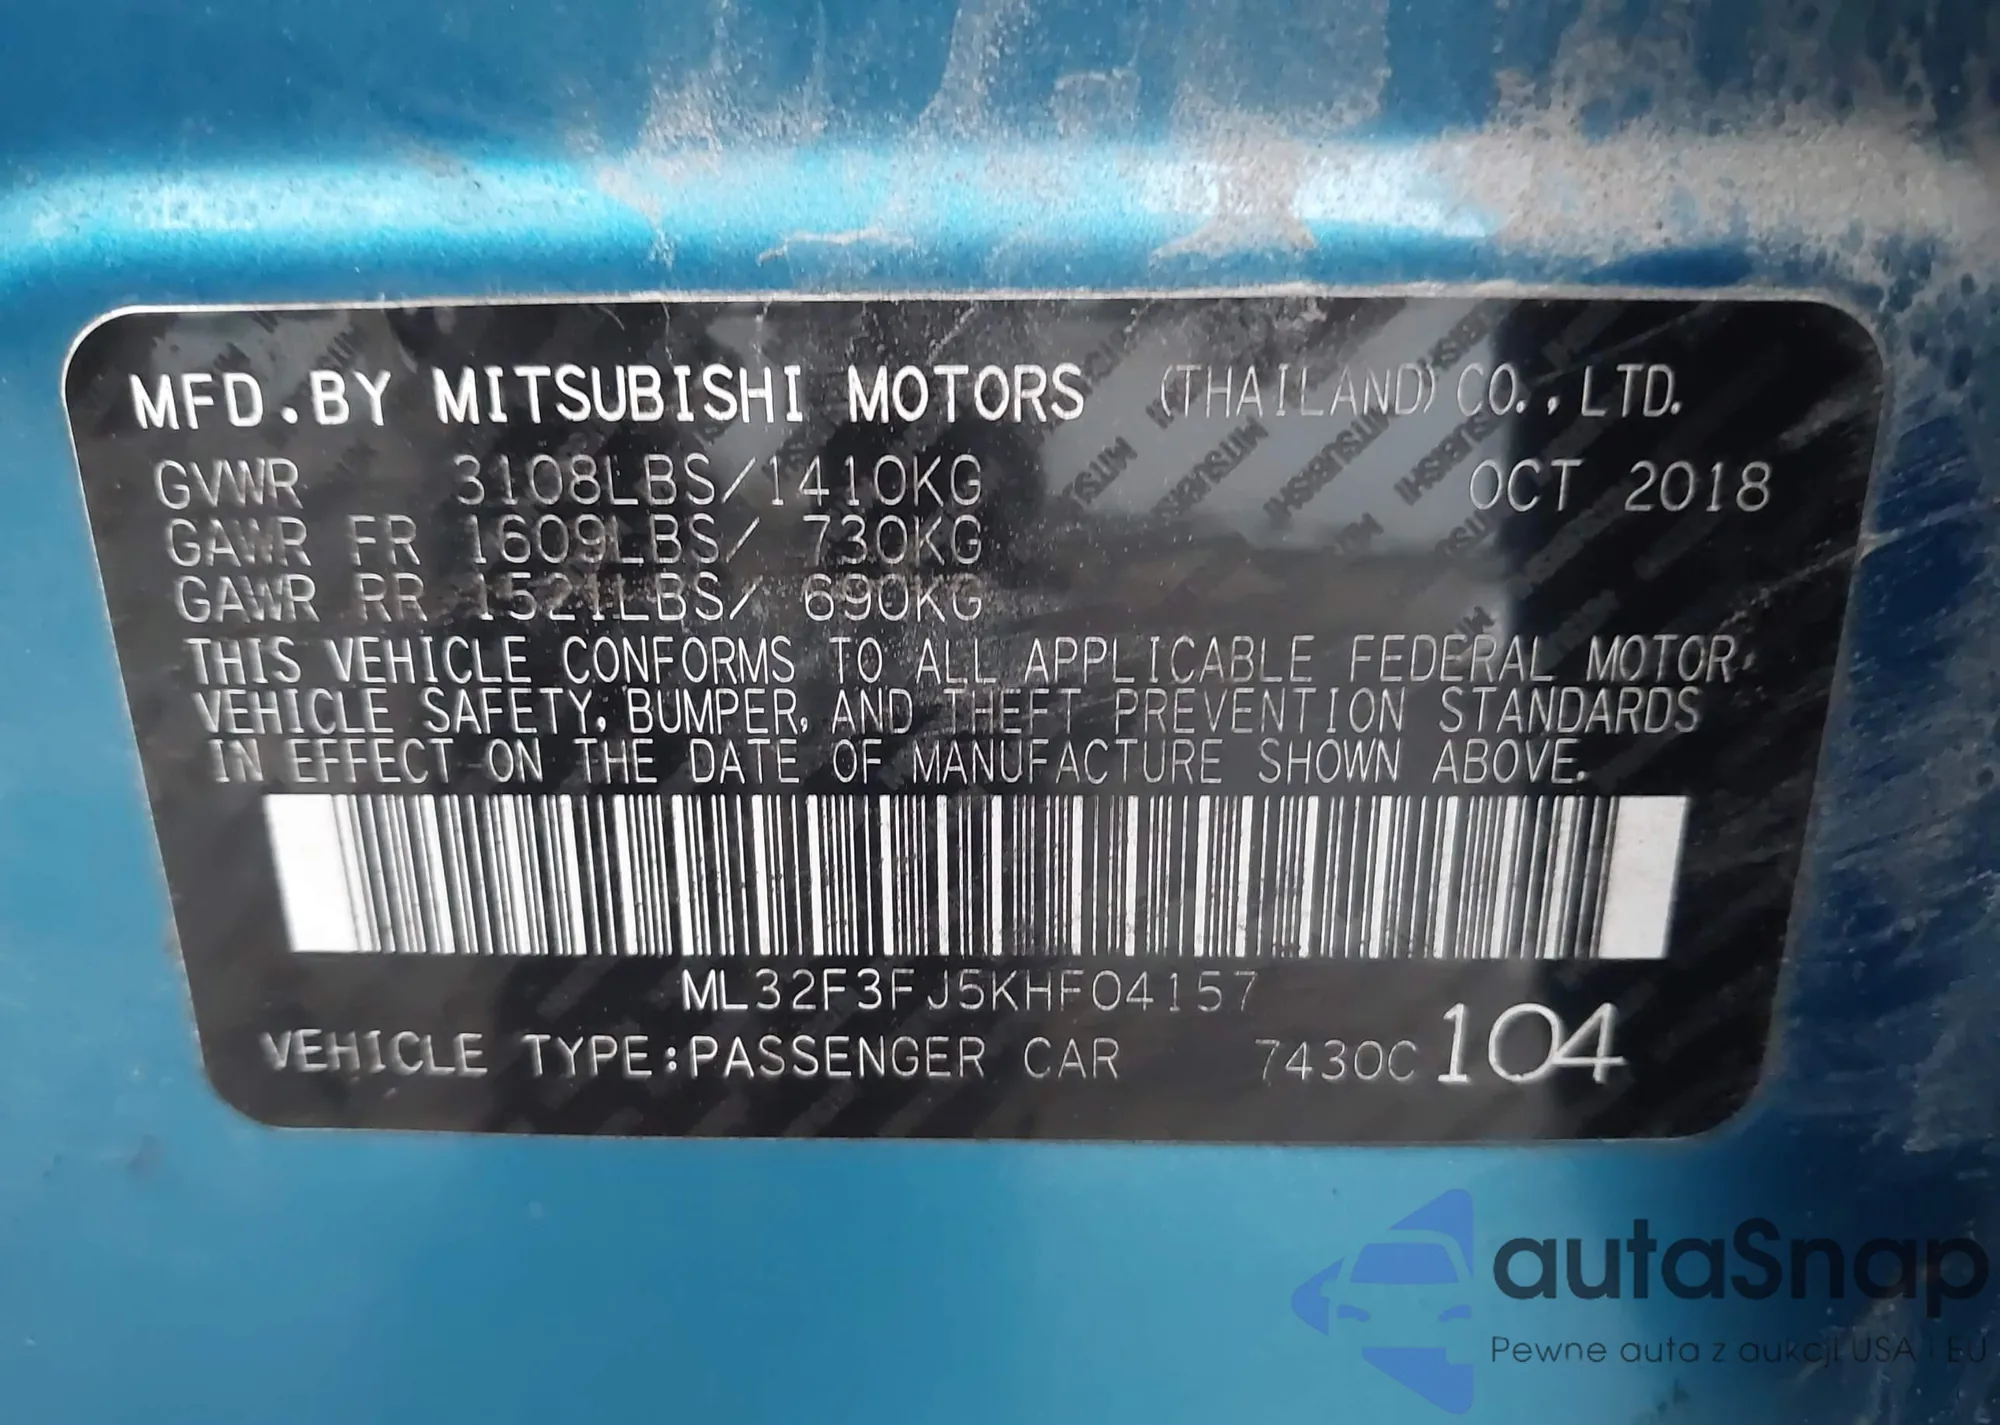 MFD.BY MITSUBISHI MOTORS (THAILAND) CO.,LTD.
GVWR 3108LBS/1410KG OCT 2018
GAWR FR 1609LBS/ 730KG
GAWR RR 1521LBS/ 690KG
THIS VEHICLE CONFORMS TO ALL APPLICABLE FEDERAL MOTOR
VEHICLE SAFETY, BUMPER, AND THEFT PREVENTION STANDARDS
IN EFFECT ON THE DATE OF MANUFACTURE SHOWN ABOVE.
ML32F3FJ5KHF04157
VEHICLE TYPE:PASSENGER CAR 7430C 104
autaSnap
Pewne auta z aukcji USA i EU